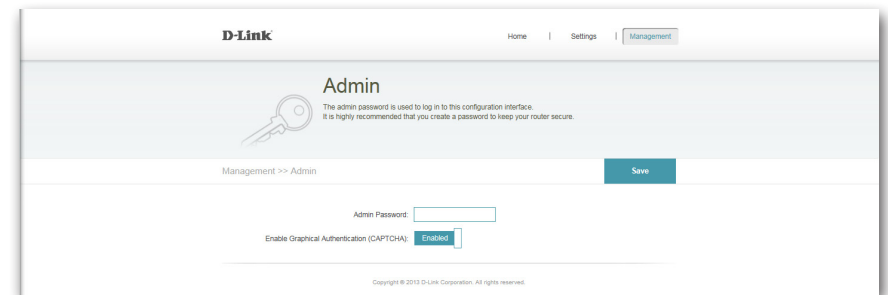 D-Link
Home | Settings | Management
Admin
The admin password is used to log in to this configuration interface.
It is highly recommended that you create a password to keep your router secure.
Management >> Admin
Save
Admin Password:
Enable Graphical Authentication (CAPTCHA): Enabled
Copyright © 2013 D-Link Corporation. All rights reserved.